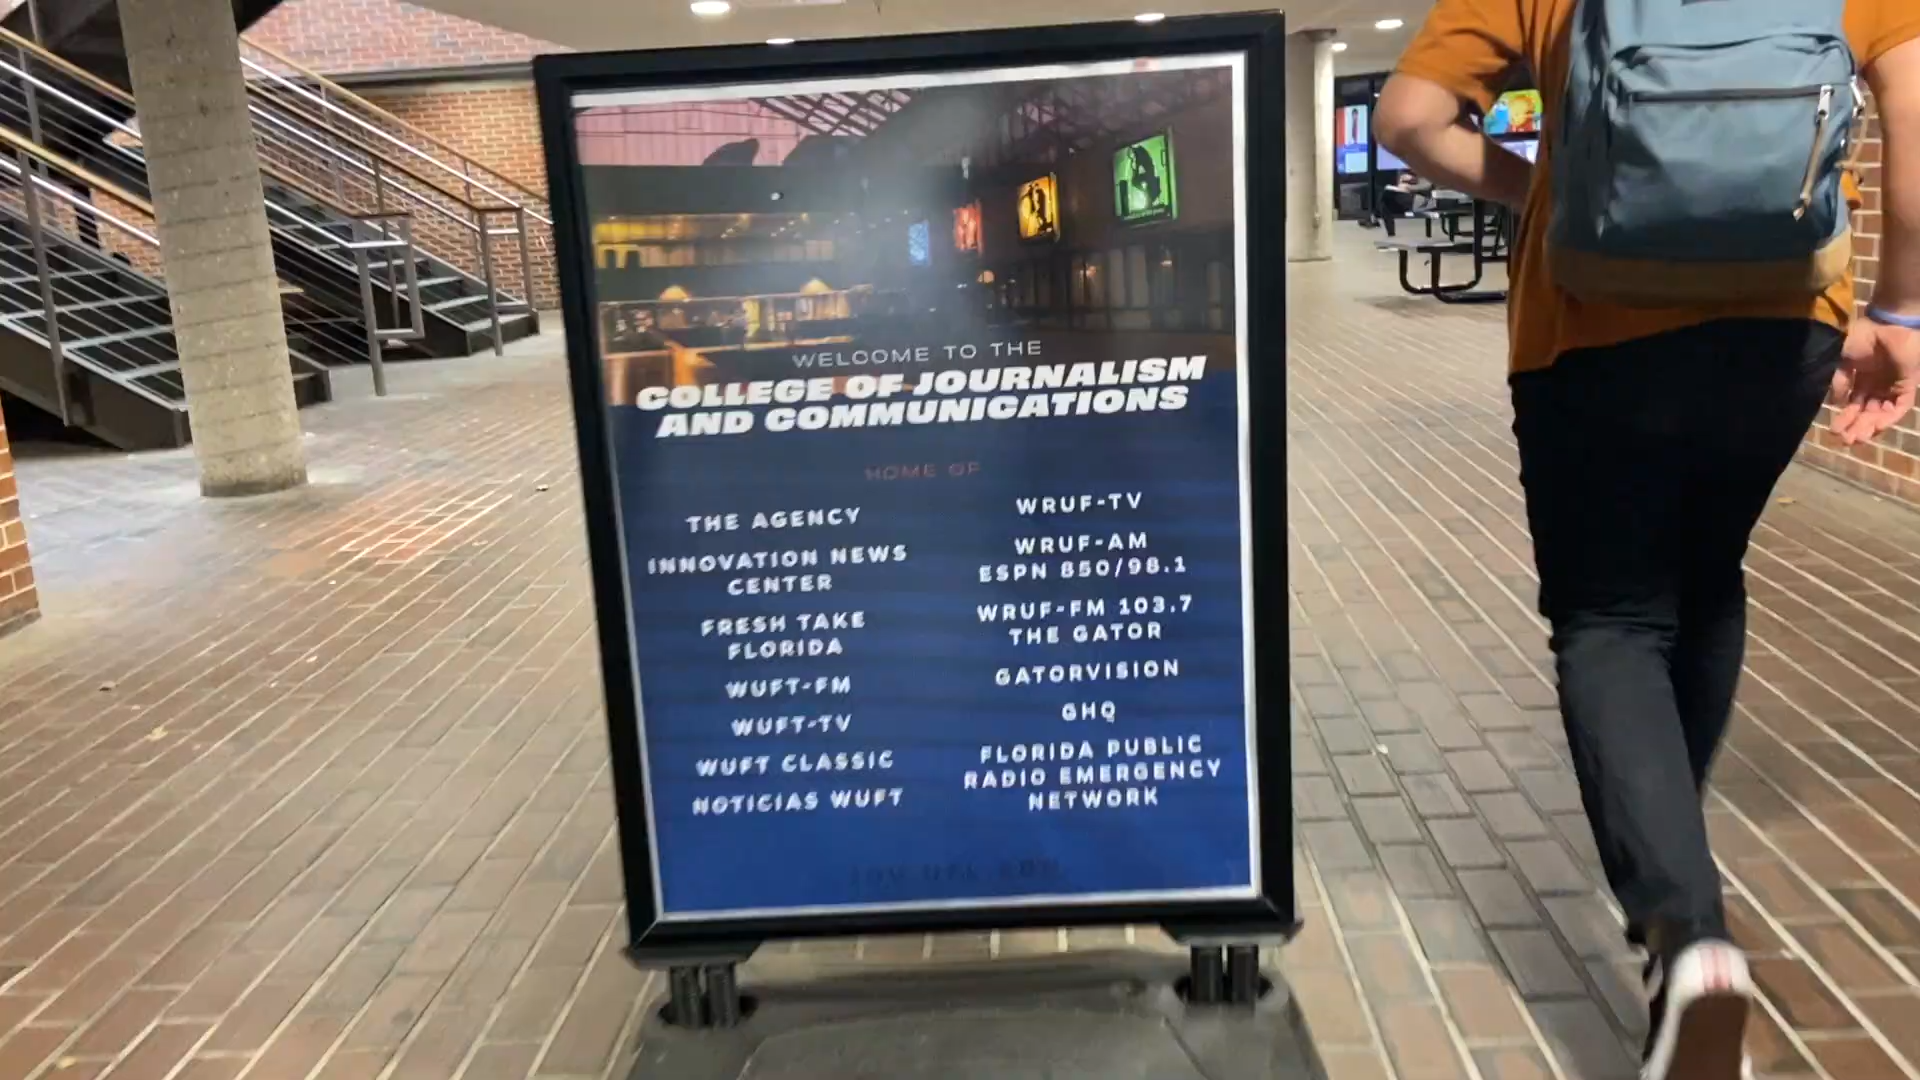 WELCOME TO THE
COLLEGE OF JOURNALISM
AND COMMUNICATIONS
HOME OF
THE AGENCY
INNOVATION NEWS
CENTER
FRESH TAKE
FLORIDA
WUFT-FM
WUFT-TV
WUFT CLASSIC
NOTICIAS WUFT
WRUF-TV
WRUF-AM
ESPN 850/98.1
WRUF-FM 103.7
THE GATOR
GATORVISION
GHQ
FLORIDA PUBLIC
RADIO EMERGENCY
NETWORK